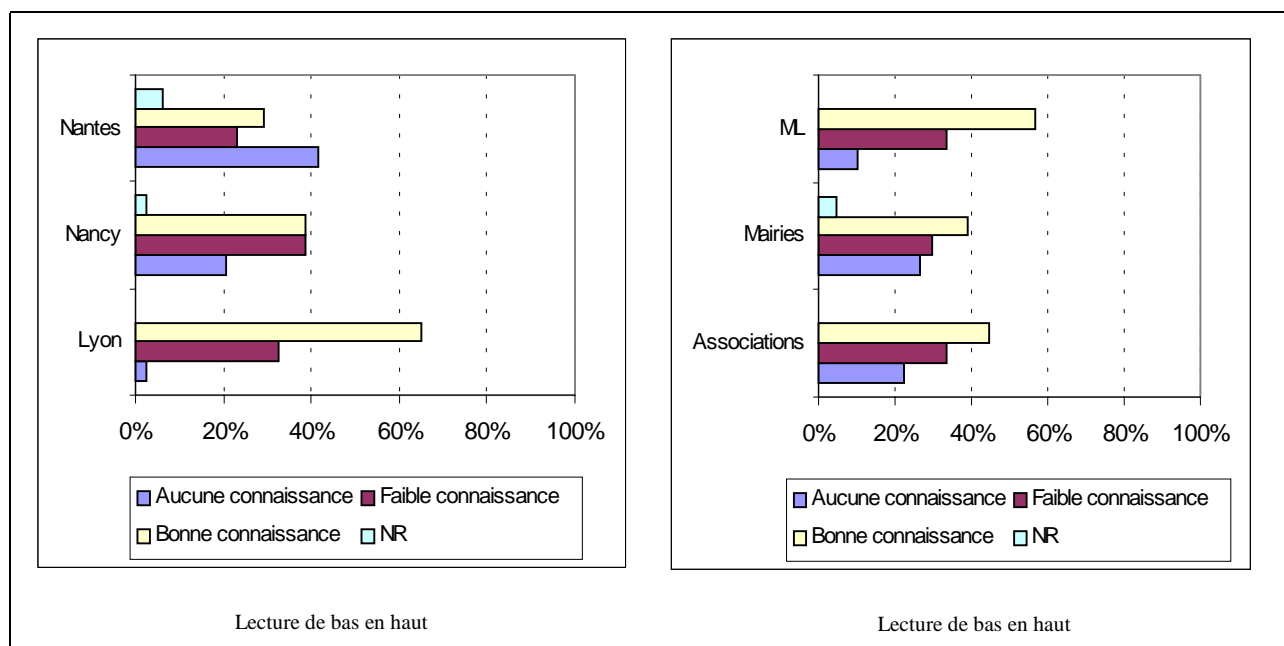 Nantes
Nancy
Lyon
0% 20% 40% 60% 80% 100%
Aucune connaissance Faible connaissance
Bonne connaissance NR
Lecture de bas en haut
ML
Mairies
Associations
0% 20% 40% 60% 80% 100%
Aucune connaissance Faible connaissance
Bonne connaissance NR
Lecture de bas en haut